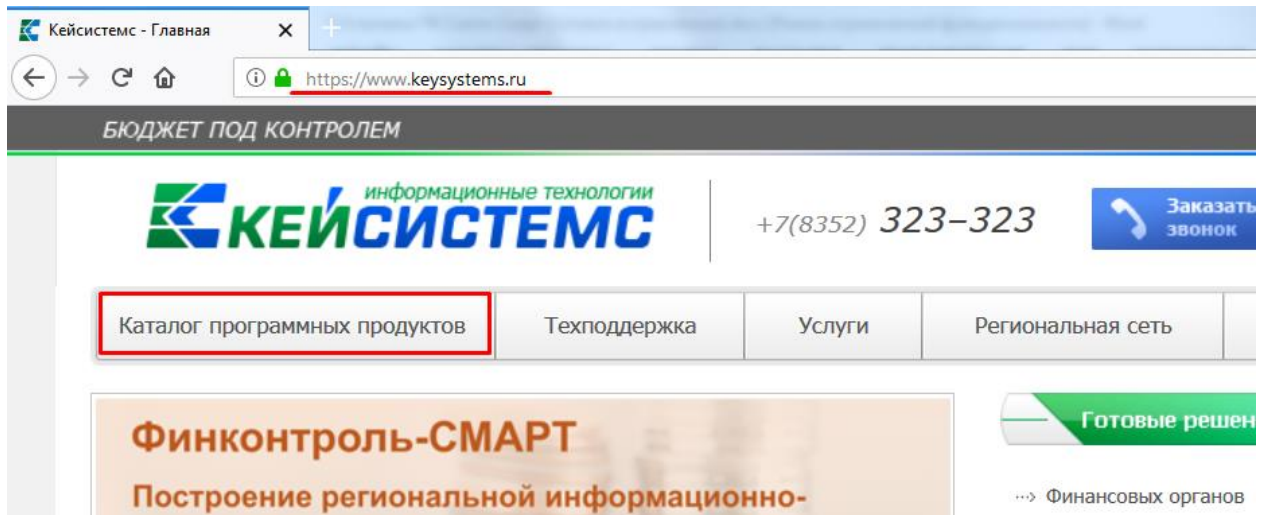 Кейсистемс - Главная
https://www.keysystems.ru
БЮДЖЕТ ПОД КОНТРОЛЕМ
информационные технологии
КЕЙСИСТЕМС
+7(8352) 323-323
Заказать
звонок
Каталог программных продуктов
Техподдержка
Услуги
Региональная сеть
Финконтроль-СМАРТ
Построение региональной информационно-
Готовые решен
Финансовых органов